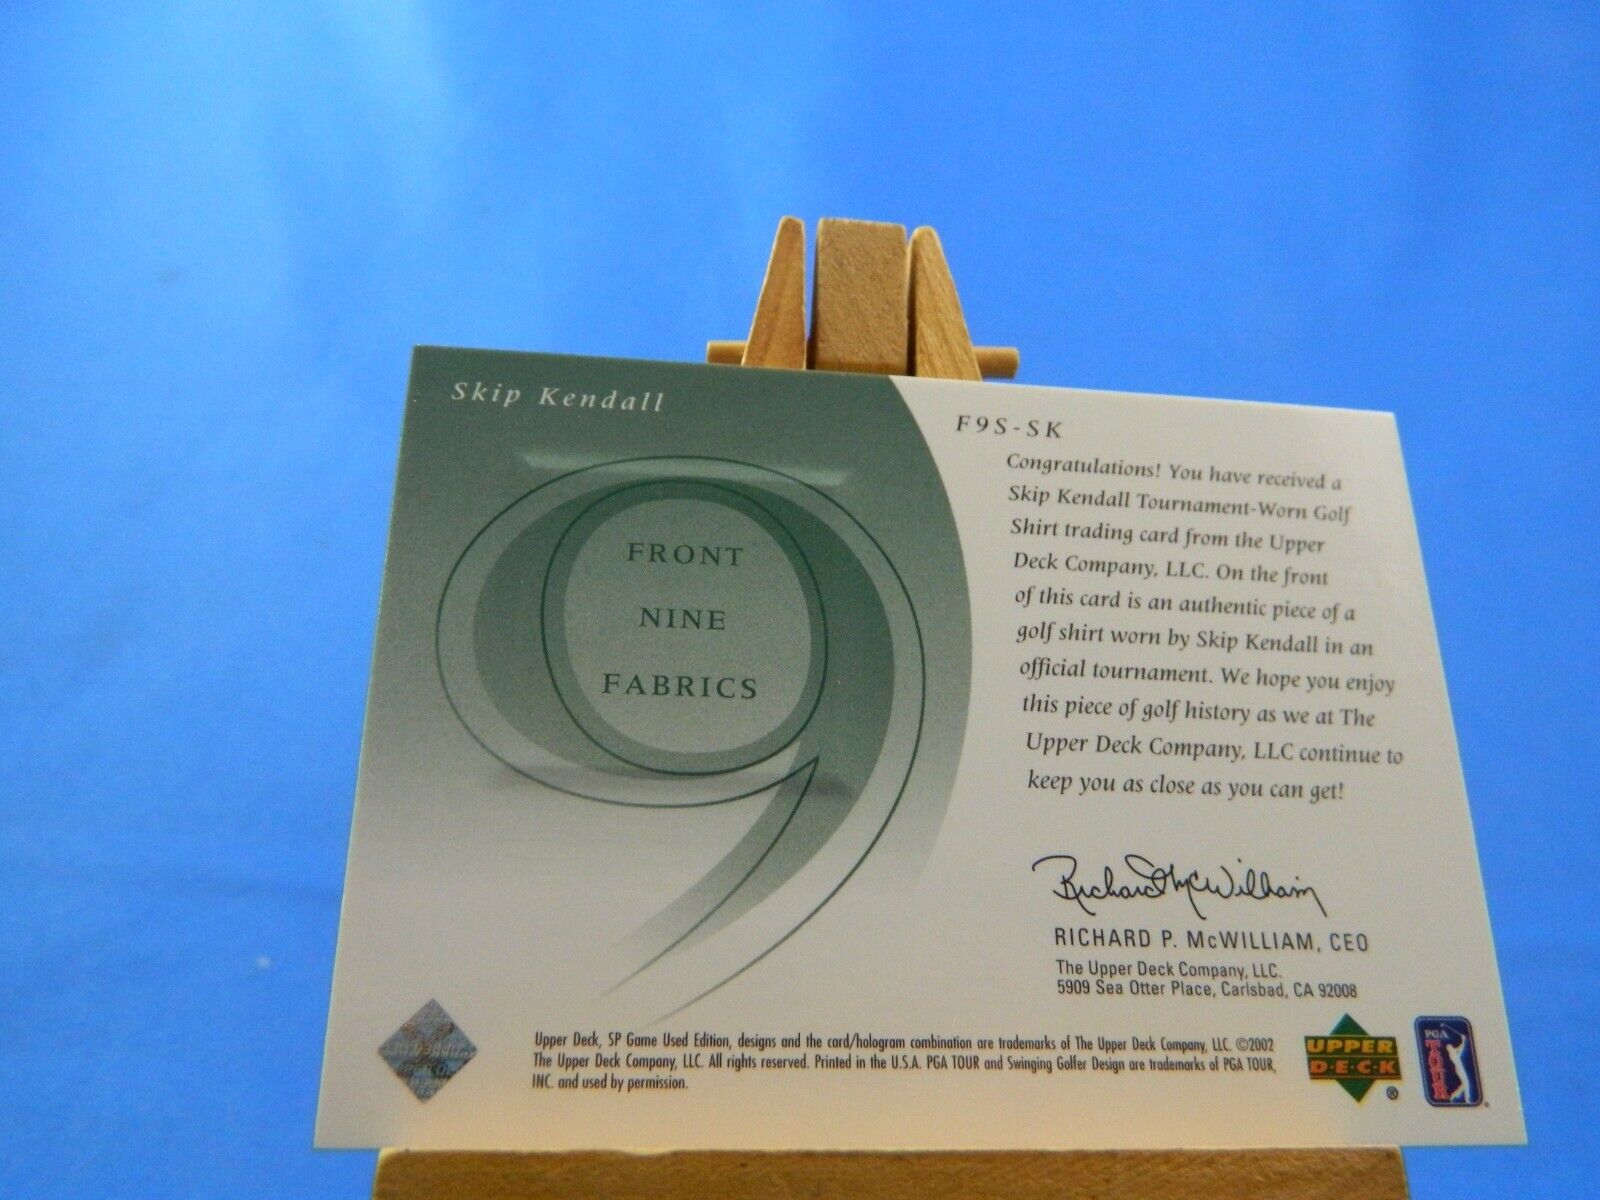 Skip Kendall
FRONT
NINE
FABRICS
F9S-SK
Congratulations! You have received a
Skip Kendall Tournament-Worn Golf
Shirt trading card from the Upper
Deck Company, LLC. On the front
of this card is an authentic piece of a
golf shirt worn by Skip Kendall in an
official tournament. We hope you enjoy
this piece of golf history as we at The
Upper Deck Company, LLC continue to
keep you as close as you can get!
Richard McWilliam
RICHARD P. McWILLIAM, CEO
The Upper Deck Company, LLC.
5909 Sea Otter Place, Carlsbad, CA 92008
Upper Deck, SP Game Used Edition, designs and the card/hologram combination are trademarks of The Upper Deck Company, LLC. ©2002
The Upper Deck Company, LLC. All rights reserved. Printed in the U.S.A. PGA TOUR and Swinging Golfer Design are trademarks of PGA TOUR,
INC. and used by permission.
UPPER
D·E·C·K
®
PGA
TOUR